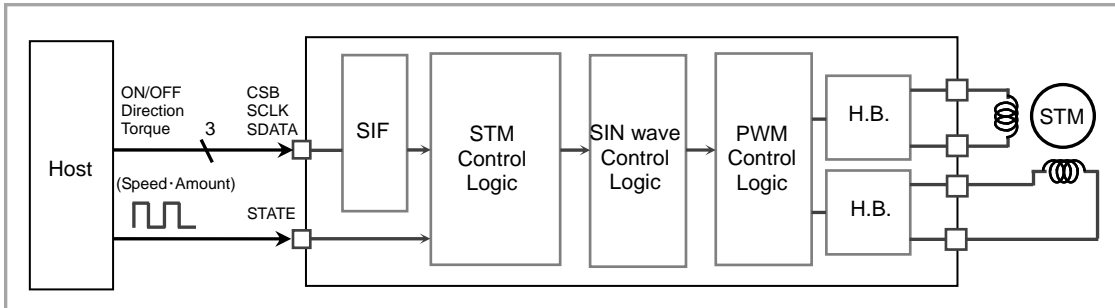 Host
ON/OFF
Direction
Torque
3
CSB
SCLK
SDATA
(Speed・Amount)
STATE
SIF
STM
Control
Logic
SIN wave
Control
Logic
PWM
Control
Logic
H.B.
H.B.
STM